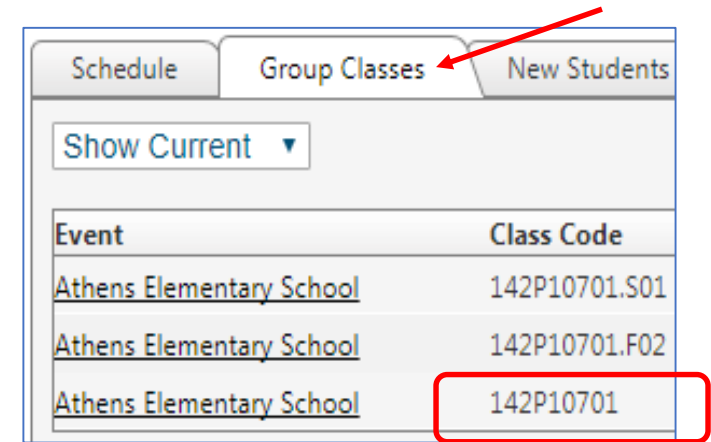 Schedule Group Classes New Students
Show Current
Event Class Code
Athens Elementary School 142P10701.S01
Athens Elementary School 142P10701.F02
Athens Elementary School 142P10701